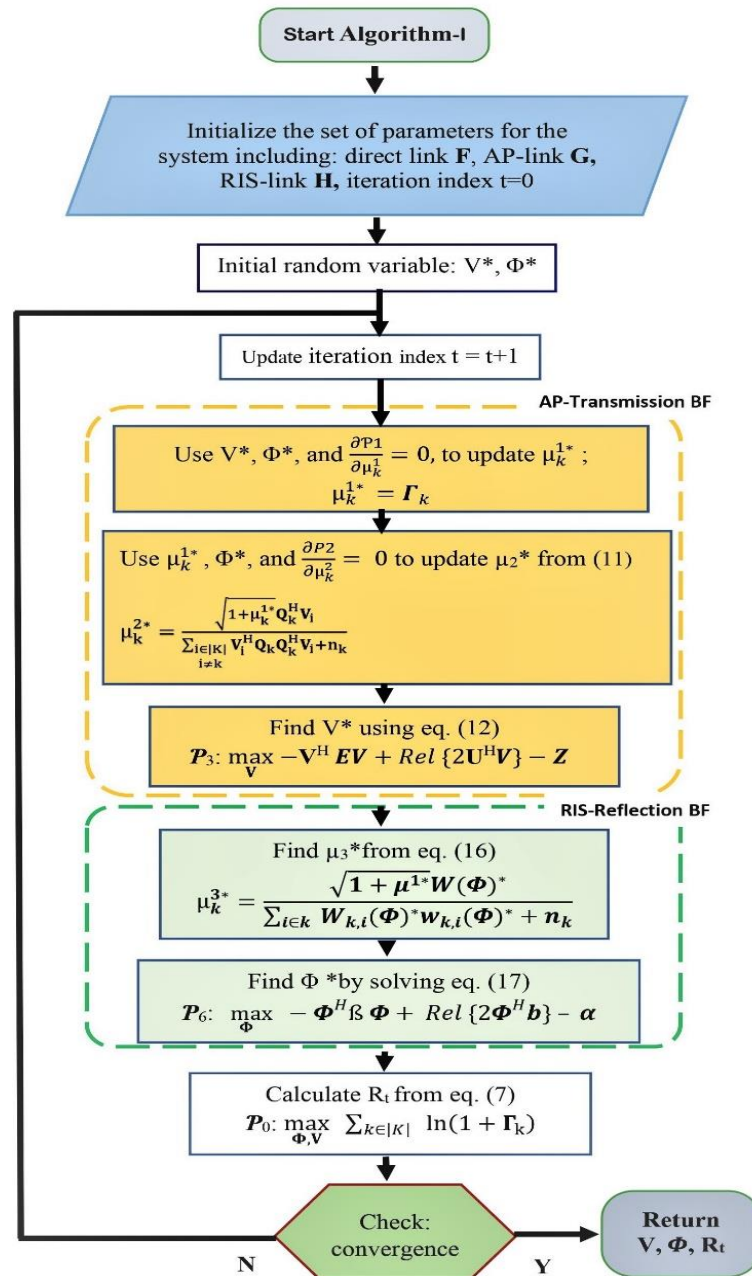 Start Algorithm-I
Initialize the set of parameters for the
system including: direct link F, AP-link G,
RIS-link H, iteration index t=0
Initial random variable: V*, Φ*
Update iteration index t = t+1
AP-Transmission BF
Use V*, Φ*, and ∂P1/∂μ_k^1 = 0, to update μ_k^1* ;
μ_k^1* = Γ_k
Use μ_k^1* , Φ*, and ∂P2/∂μ_k^2 = 0 to update μ₂* from (11)
μ_k^2* = √(1+μ_k^1*) Q_k^H V_i / (∑_{i∈|K| i≠k} V_i^H Q_k Q_k^H V_i + n_k)
Find V* using eq. (12)
𝒫₃: max_V −V^H EV + Rel {2U^H V} − Z
RIS-Reflection BF
Find μ₃*from eq. (16)
μ_k^3* = √(1 + μ^1*) W(Φ)* / (∑_{i∈k} W_{k,i}(Φ)* w_{k,i}(Φ)* + n_k)
Find Φ *by solving eq. (17)
𝒫₆: max_Φ − Φ^H ß Φ + Rel {2Φ^H b} − α
Calculate R_t from eq. (7)
𝒫₀: max_{Φ,V} ∑_{k∈|K|} ln(1 + Γ_k)
Check:
convergence
N
Y
Return
V, Φ, R_t